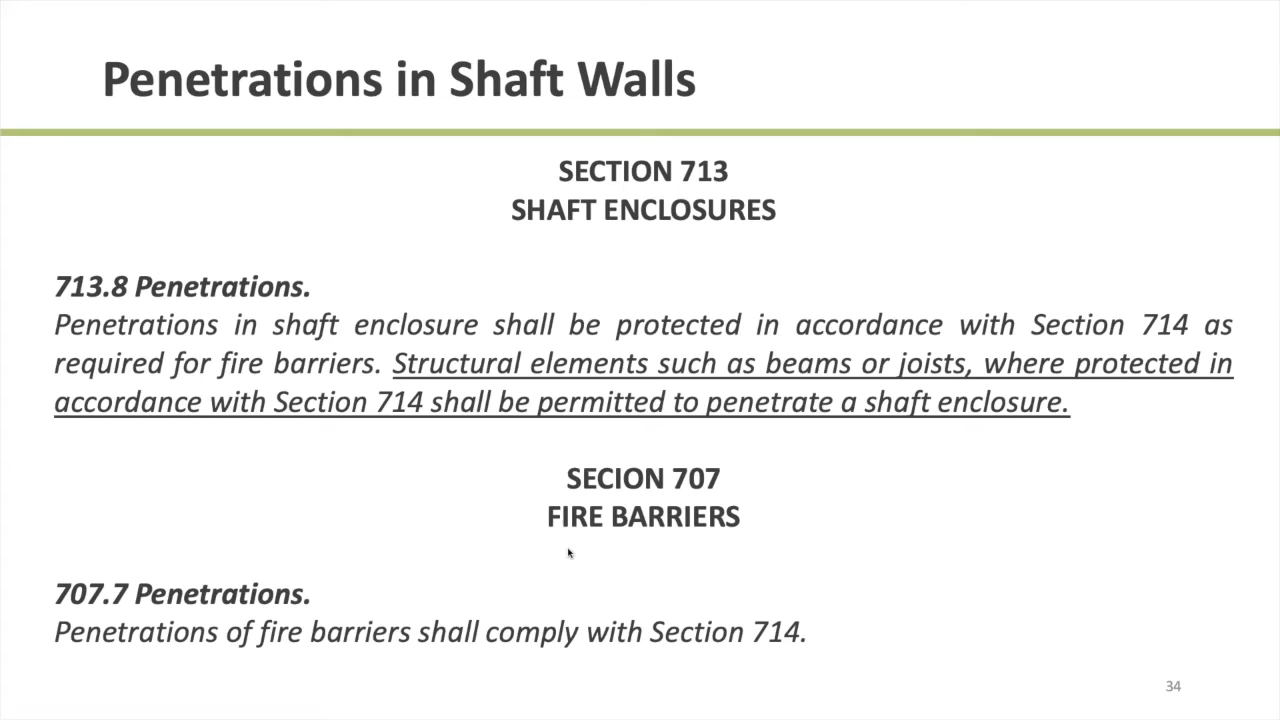 Penetrations in Shaft Walls
SECTION 713
SHAFT ENCLOSURES
713.8 Penetrations.
Penetrations in shaft enclosure shall be protected in accordance with Section 714 as
required for fire barriers. Structural elements such as beams or joists, where protected in
accordance with Section 714 shall be permitted to penetrate a shaft enclosure.
SECION 707
FIRE BARRIERS
707.7 Penetrations.
Penetrations of fire barriers shall comply with Section 714.
34